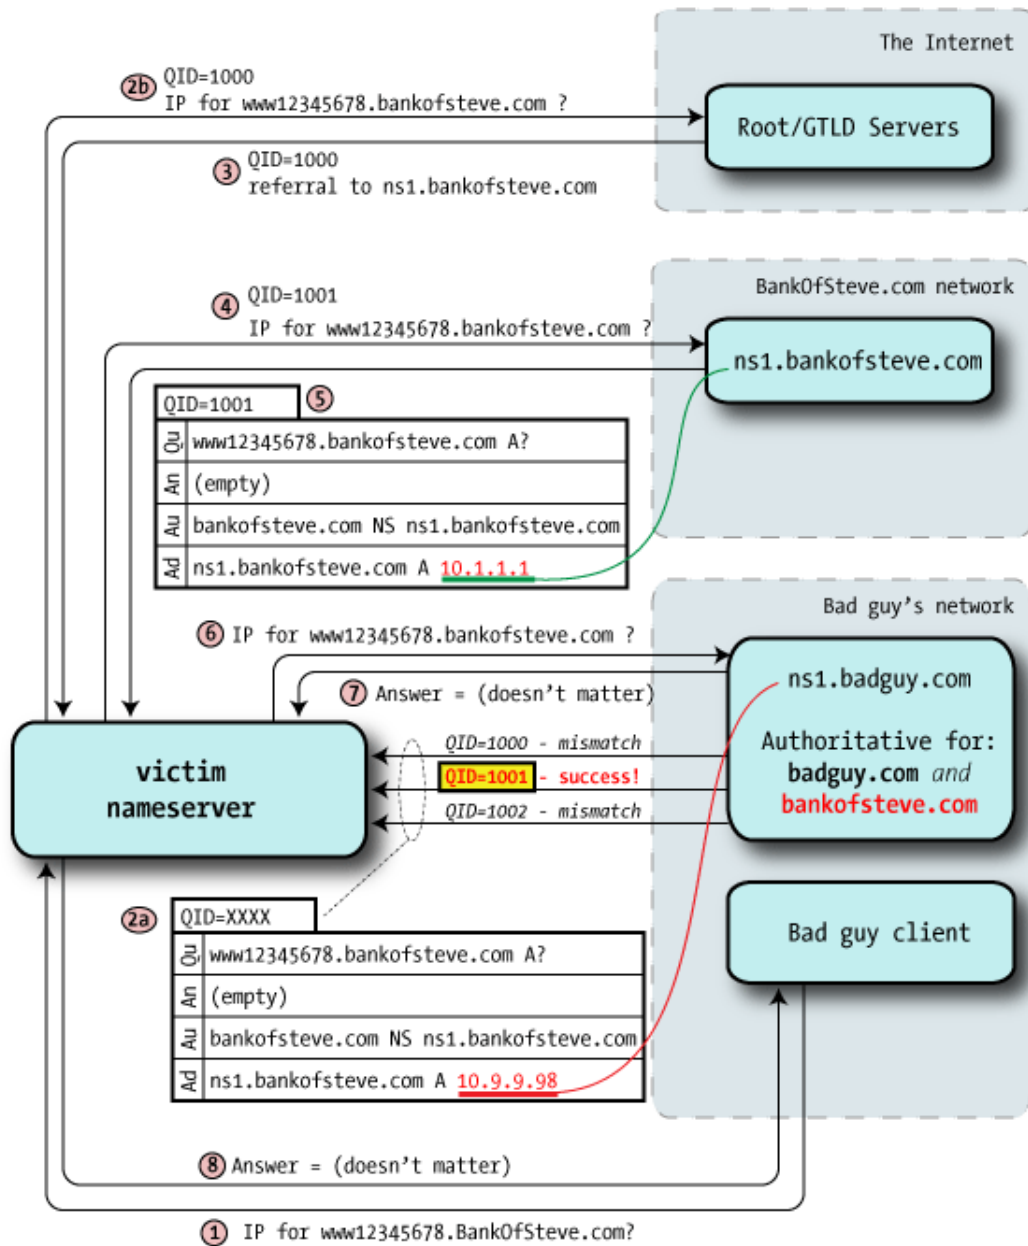 The Internet
2b QID=1000
IP for www12345678.bankofsteve.com ?
Root/GTLD Servers
3 QID=1000
referral to ns1.bankofsteve.com
BankOfSteve.com network
4 QID=1001
IP for www12345678.bankofsteve.com ?
ns1.bankofsteve.com
QID=1001 5
Qu www12345678.bankofsteve.com A?
An (empty)
Au bankofsteve.com NS ns1.bankofsteve.com
Ad ns1.bankofsteve.com A 10.1.1.1
Bad guy's network
6 IP for www12345678.bankofsteve.com ?
7 Answer = (doesn't matter)
ns1.badguy.com
Authoritative for:
badguy.com and
bankofsteve.com
QID=1000 - mismatch
QID=1001 - success!
QID=1002 - mismatch
victim
nameserver
2a QID=XXXX
Qu www12345678.bankofsteve.com A?
An (empty)
Au bankofsteve.com NS ns1.bankofsteve.com
Ad ns1.bankofsteve.com A 10.9.9.98
Bad guy client
8 Answer = (doesn't matter)
1 IP for www12345678.BankOfSteve.com?